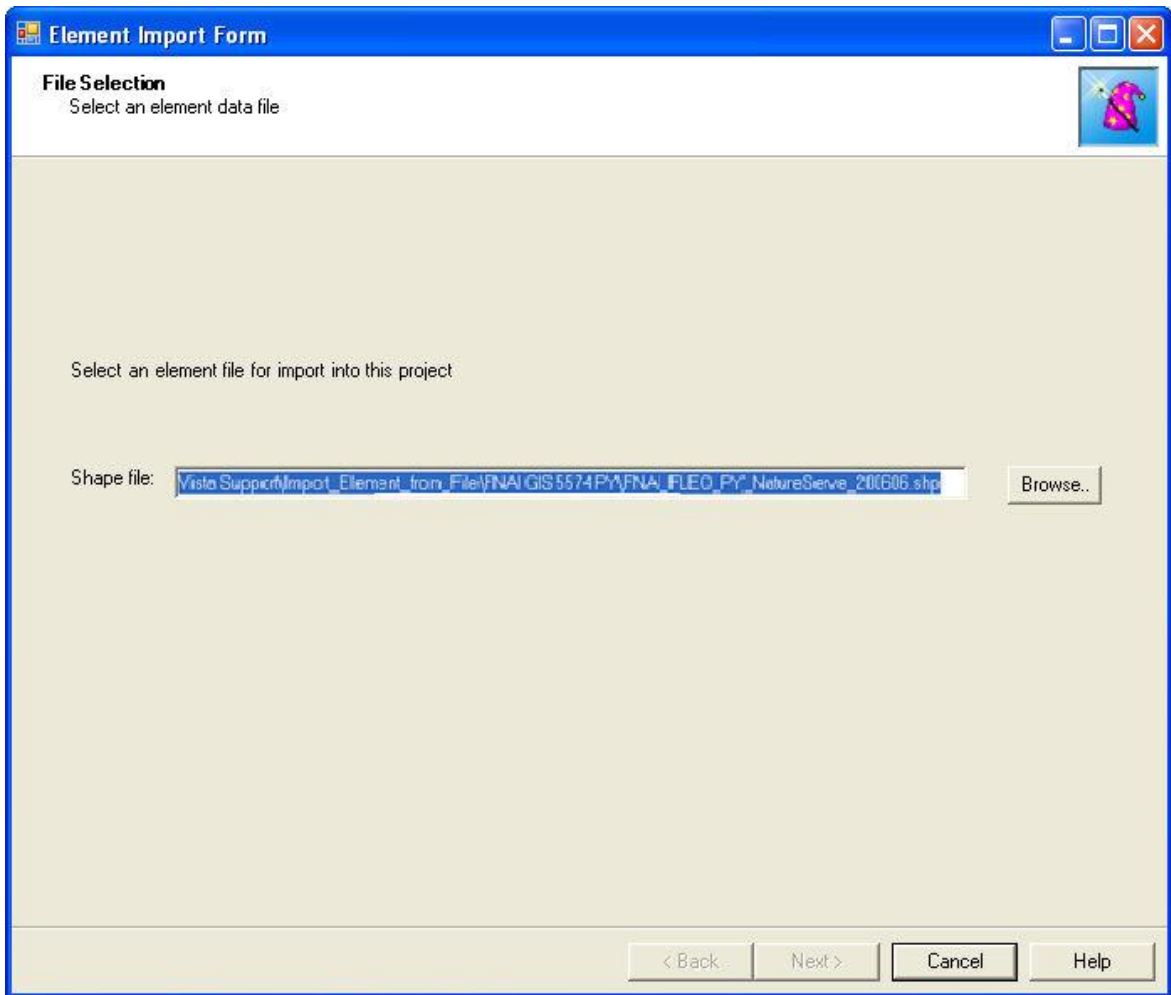 Element Import Form
File Selection
Select an element data file
Select an element file for import into this project
Shape file: Vista Support\Import_Element_from_File\FNAI GIS 5574 PY\FNAI_FLEO_PY_NatureServe_200606.shp Browse..
< Back Next > Cancel Help